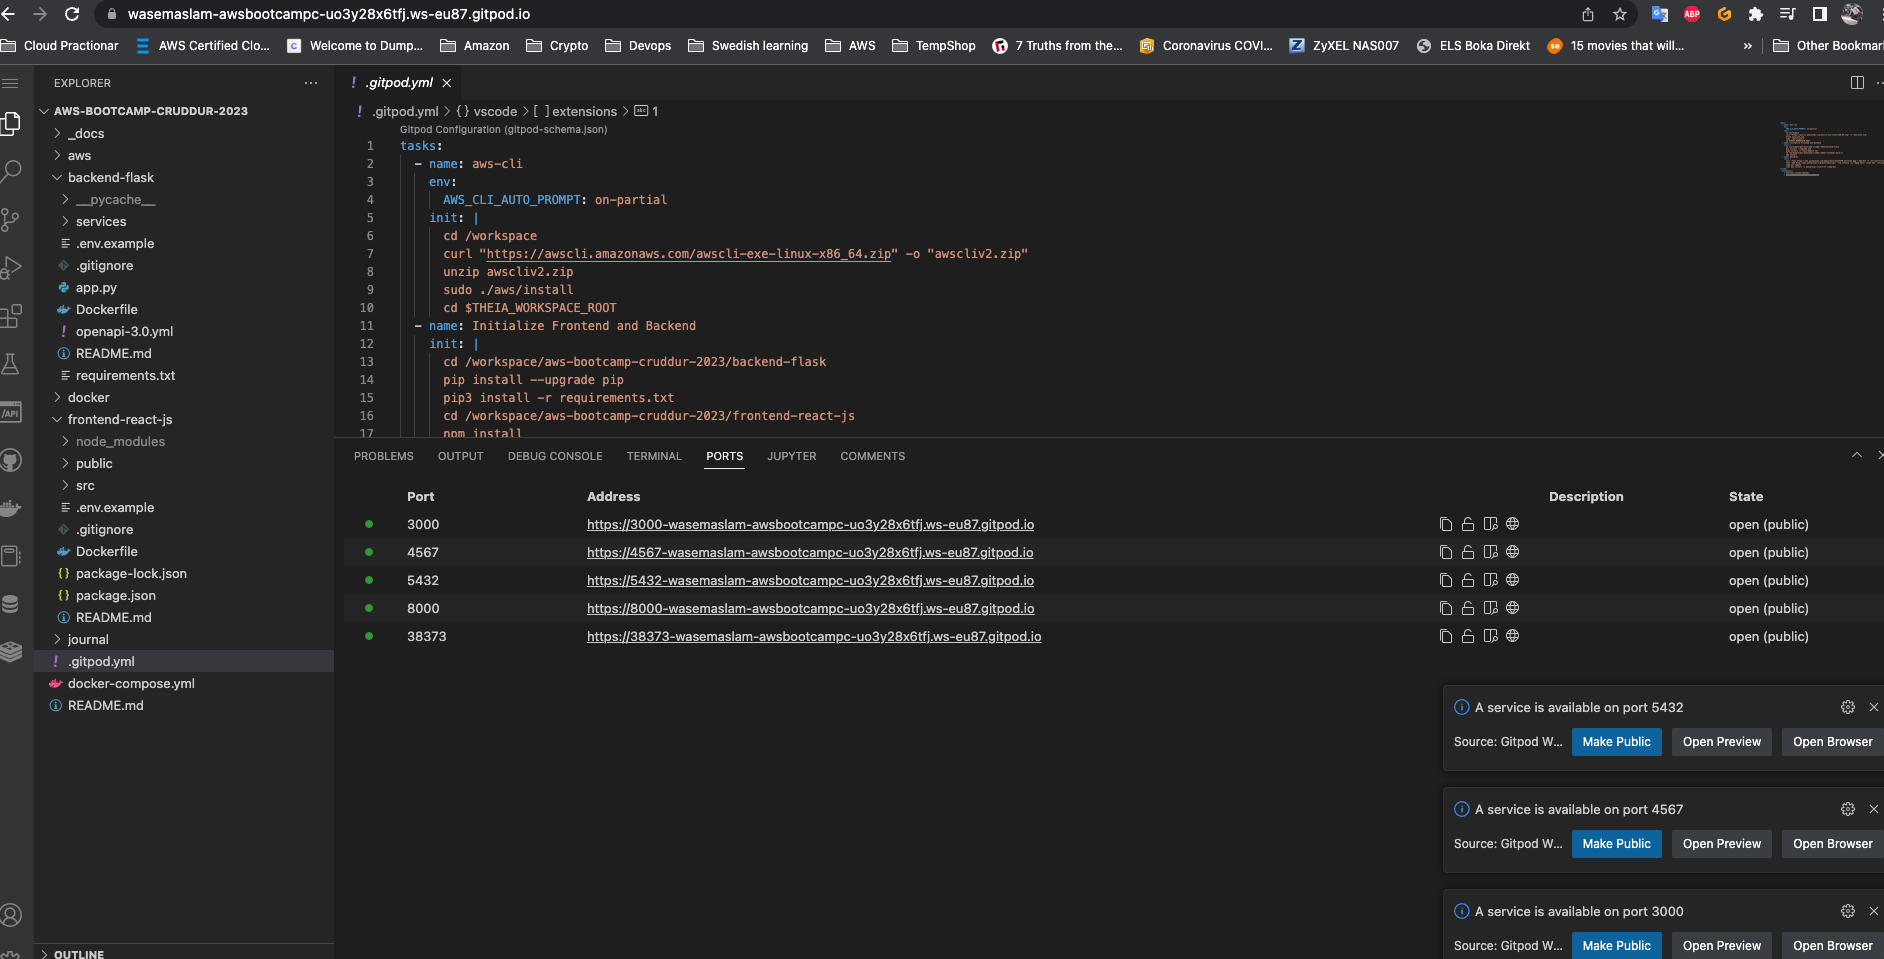 wasemaslam-awsbootcampc-uo3y28x6tfj.ws-eu87.gitpod.io
Cloud Practionar AWS Certified Clo... Welcome to Dump... Amazon Crypto Devops Swedish learning AWS TempShop 7 Truths from the... Coronavirus COVI... ZyXEL NAS007 ELS Boka Direkt 15 movies that will... » Other Bookmar
EXPLORER
AWS-BOOTCAMP-CRUDDUR-2023
_docs
aws
backend-flask
__pycache__
services
.env.example
.gitignore
app.py
Dockerfile
openapi-3.0.yml
README.md
requirements.txt
docker
frontend-react-js
node_modules
public
src
.env.example
.gitignore
Dockerfile
package-lock.json
package.json
README.md
journal
.gitpod.yml
docker-compose.yml
README.md
OUTLINE
! .gitpod.yml
! .gitpod.yml > {} vscode > [ ] extensions > abc 1
Gitpod Configuration (gitpod-schema.json)
1 tasks:
2 - name: aws-cli
3 env:
4 AWS_CLI_AUTO_PROMPT: on-partial
5 init: |
6 cd /workspace
7 curl "https://awscli.amazonaws.com/awscli-exe-linux-x86_64.zip" -o "awscliv2.zip"
8 unzip awscliv2.zip
9 sudo ./aws/install
10 cd $THEIA_WORKSPACE_ROOT
11 - name: Initialize Frontend and Backend
12 init: |
13 cd /workspace/aws-bootcamp-cruddur-2023/backend-flask
14 pip install --upgrade pip
15 pip3 install -r requirements.txt
16 cd /workspace/aws-bootcamp-cruddur-2023/frontend-react-js
17 npm install
PROBLEMS OUTPUT DEBUG CONSOLE TERMINAL PORTS JUPYTER COMMENTS
Port Address Description State
3000 https://3000-wasemaslam-awsbootcampc-uo3y28x6tfj.ws-eu87.gitpod.io open (public)
4567 https://4567-wasemaslam-awsbootcampc-uo3y28x6tfj.ws-eu87.gitpod.io open (public)
5432 https://5432-wasemaslam-awsbootcampc-uo3y28x6tfj.ws-eu87.gitpod.io open (public)
8000 https://8000-wasemaslam-awsbootcampc-uo3y28x6tfj.ws-eu87.gitpod.io open (public)
38373 https://38373-wasemaslam-awsbootcampc-uo3y28x6tfj.ws-eu87.gitpod.io open (public)
A service is available on port 5432
Source: Gitpod W... Make Public Open Preview Open Browser
A service is available on port 4567
Source: Gitpod W... Make Public Open Preview Open Browser
A service is available on port 3000
Source: Gitpod W... Make Public Open Preview Open Browser